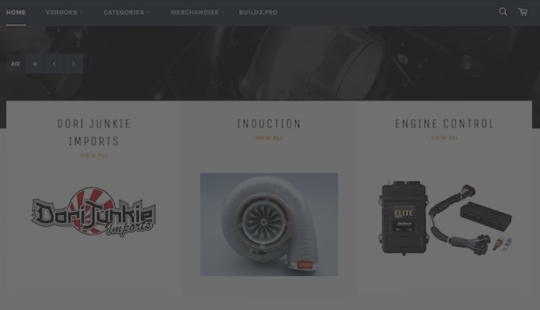 HOME VENDORS CATEGORIES MERCHANDISE BUILDZ.PRO
2/2
DORI JUNKIE
IMPORTS
VIEW ALL
INDUCTION
VIEW ALL
ENGINE CONTROL
VIEW ALL
DoriJunkie
Imports
ELITE